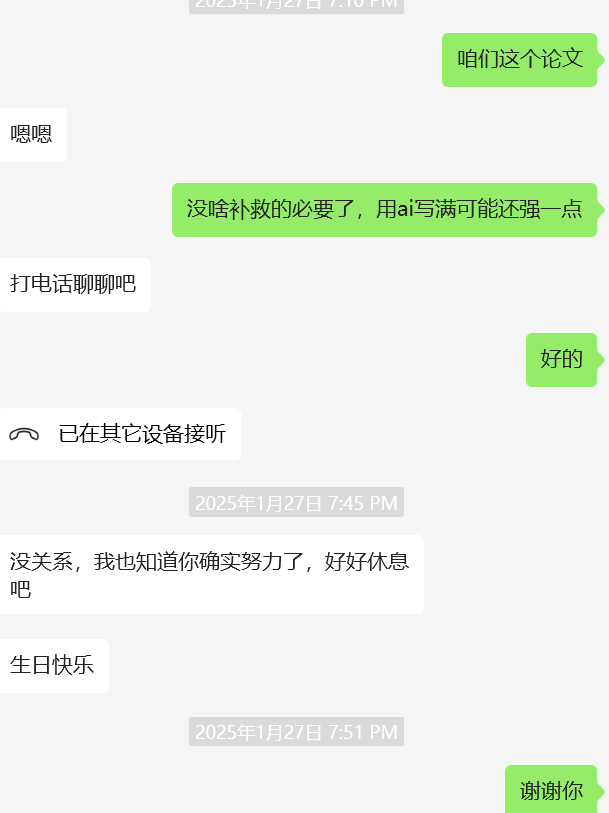 2025年1月27日 7:10 PM
咱们这个论文
嗯嗯
没啥补救的必要了，用ai写满可能还强一点
打电话聊聊吧
好的
已在其它设备接听
2025年1月27日 7:45 PM
没关系，我也知道你确实努力了，好好休息
吧
生日快乐
2025年1月27日 7:51 PM
谢谢你